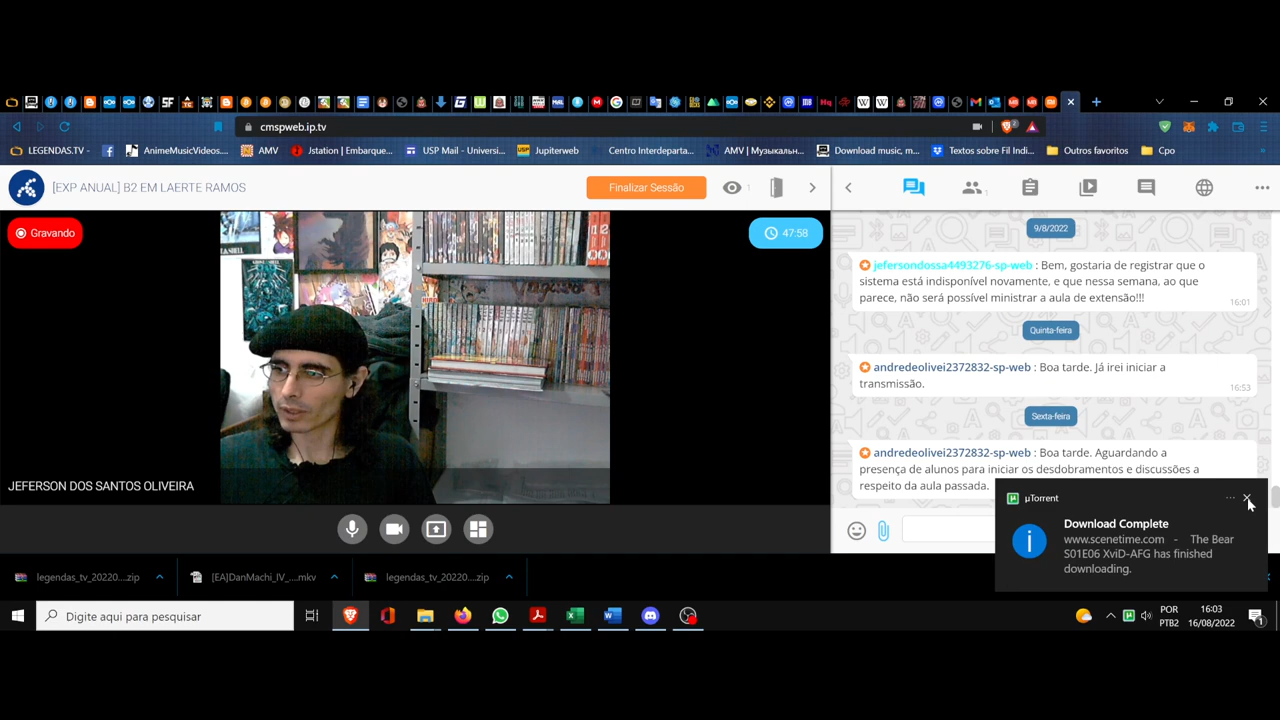 cmspweb.ip.tv
LEGENDAS.TV -
AnimeMusicVideos...
AMV
Jstation | Embarque...
USP Mail - Universi...
Jupiterweb
Centro Interdeparta...
AMV | Музыкальн...
Download music, m...
Textos sobre Fil Indi...
Outros favoritos
Cpo
[EXP ANUAL] B2 EM LAERTE RAMOS
Finalizar Sessão
1
1
Gravando
47:58
JEFERSON DOS SANTOS OLIVEIRA
9/8/2022
jefersondossa4493276-sp-web : Bem, gostaria de registrar que o
sistema está indisponível novamente, e que nessa semana, ao que
parece, não será possível ministrar a aula de extensão!!!
16:01
Quinta-feira
andredeolivei2372832-sp-web : Boa tarde. Já irei iniciar a
transmissão.
16:53
Sexta-feira
andredeolivei2372832-sp-web : Boa tarde. Aguardando a
presença de alunos para iniciar os desdobramentos e discussões a
respeito da aula passada.
µTorrent
Download Complete
www.scenetime.com - The Bear
S01E06 XviD-AFG has finished
downloading.
legendas_tv_20220....zip
[EA]DanMachi_IV_....mkv
legendas_tv_20220....zip
Digite aqui para pesquisar
POR
PTB2
16:03
16/08/2022
1